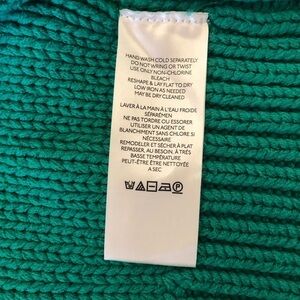 HAND WASH COLD SEPARATELY
DO NOT WRING OR TWIST
USE ONLY NON-CHLORINE
BLEACH
RESHAPE & LAY FLAT TO DRY
LOW IRON AS NEEDED
MAY BE DRY CLEANED
LAVER À LA MAIN À L'EAU FROIDE
SÉPARÉMEN
NE PAS TORDRE OU ESSORER
UTILISER UN AGENT DE
BLANCHIMENT SANS CHLORE SI
NÉCESSAIRE
REMODELER ET SÉCHER À PLAT
REPASSER, AU BESOIN, À TRÈS
BASSE TEMPÉRATURE
PEUT-ÊTRE ÊTRE NETTOYÉE
A SEC